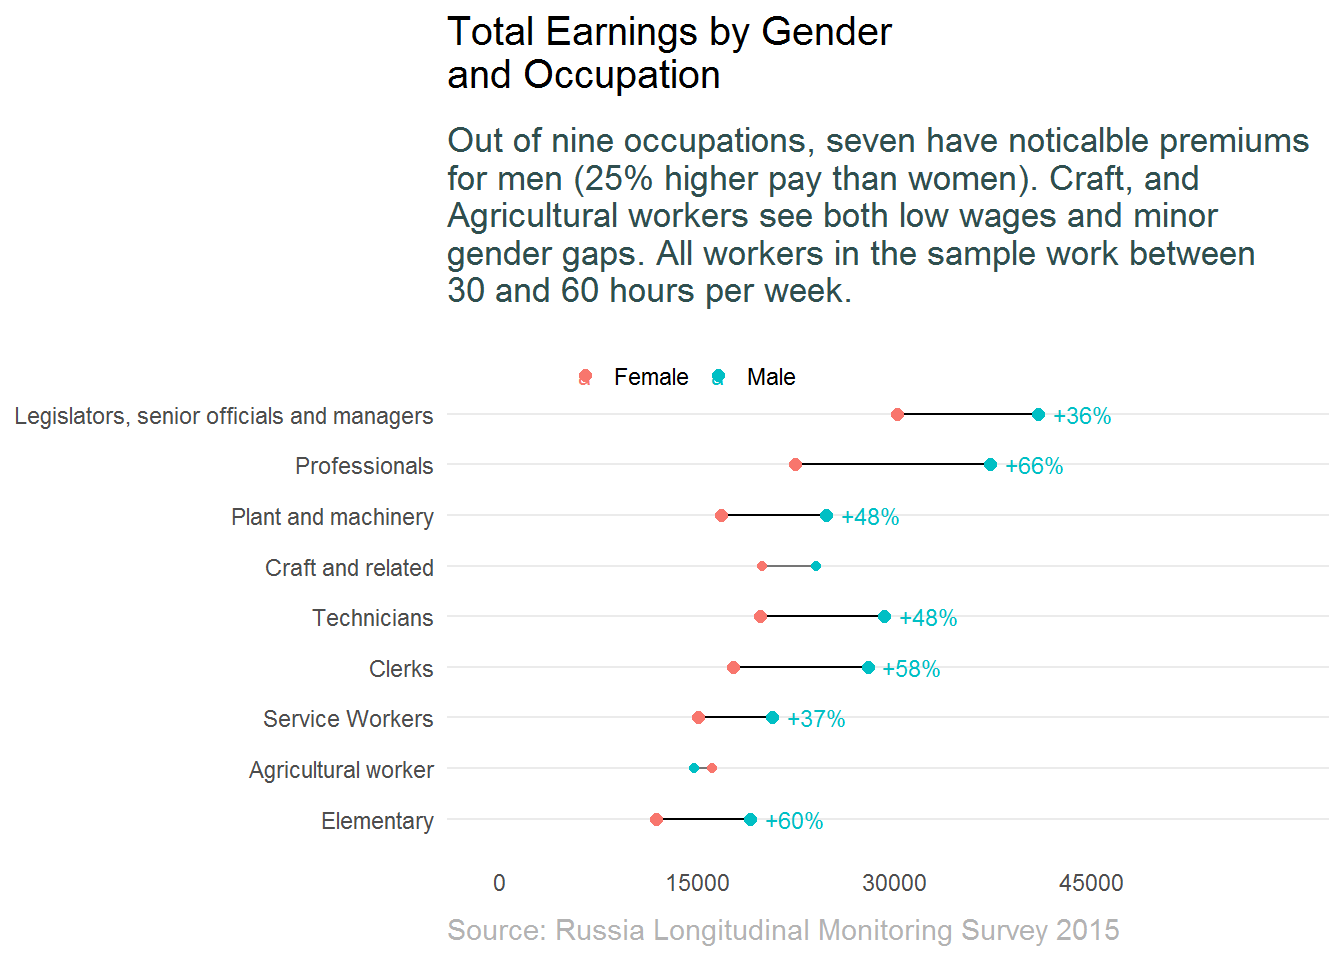 Total Earnings by Gender
and Occupation
Out of nine occupations, seven have noticalble premiums
for men (25% higher pay than women). Craft, and
Agricultural workers see both low wages and minor
gender gaps. All workers in the sample work between
30 and 60 hours per week.
Female Male
Legislators, senior officials and managers +36%
Professionals +66%
Plant and machinery +48%
Craft and related
Technicians +48%
Clerks +58%
Service Workers +37%
Agricultural worker
Elementary +60%
0 15000 30000 45000
Source: Russia Longitudinal Monitoring Survey 2015